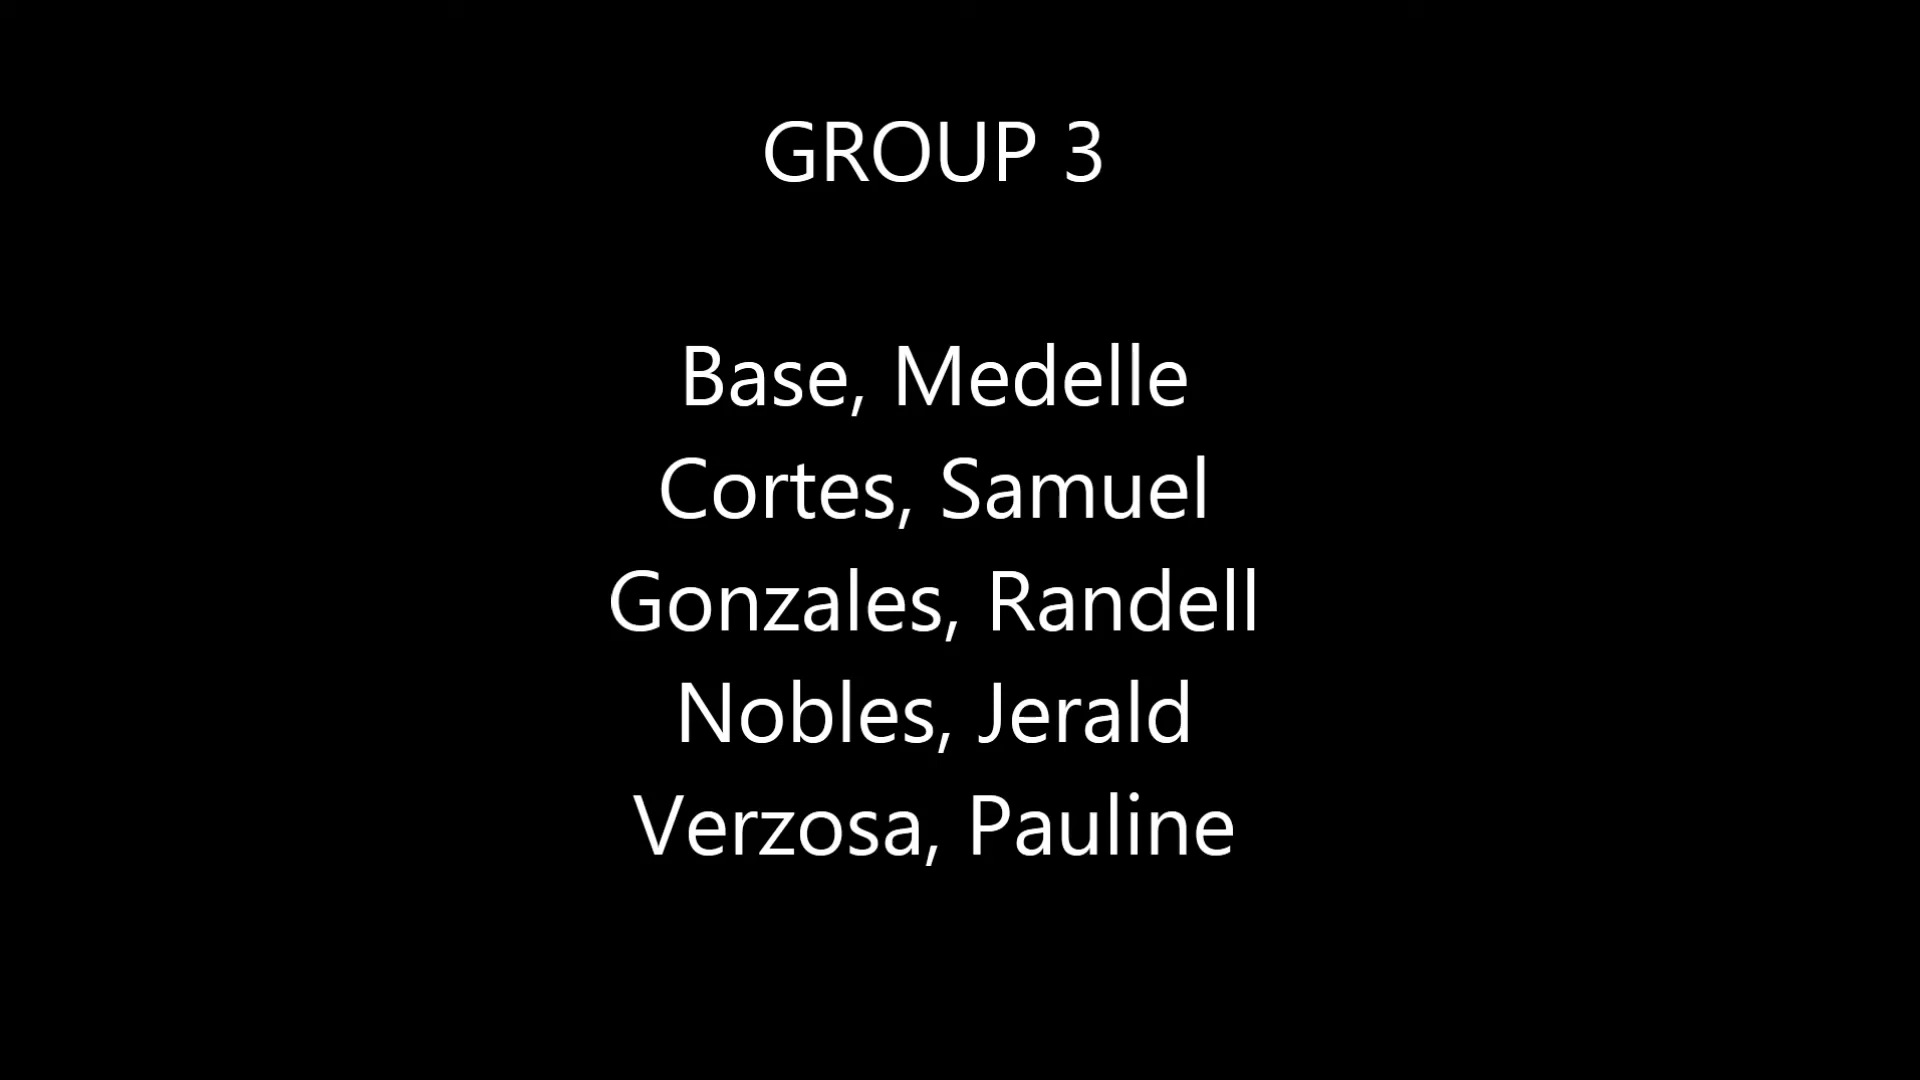 GROUP 3
Base, Medelle
Cortes, Samuel
Gonzales, Randell
Nobles, Jerald
Verzosa, Pauline